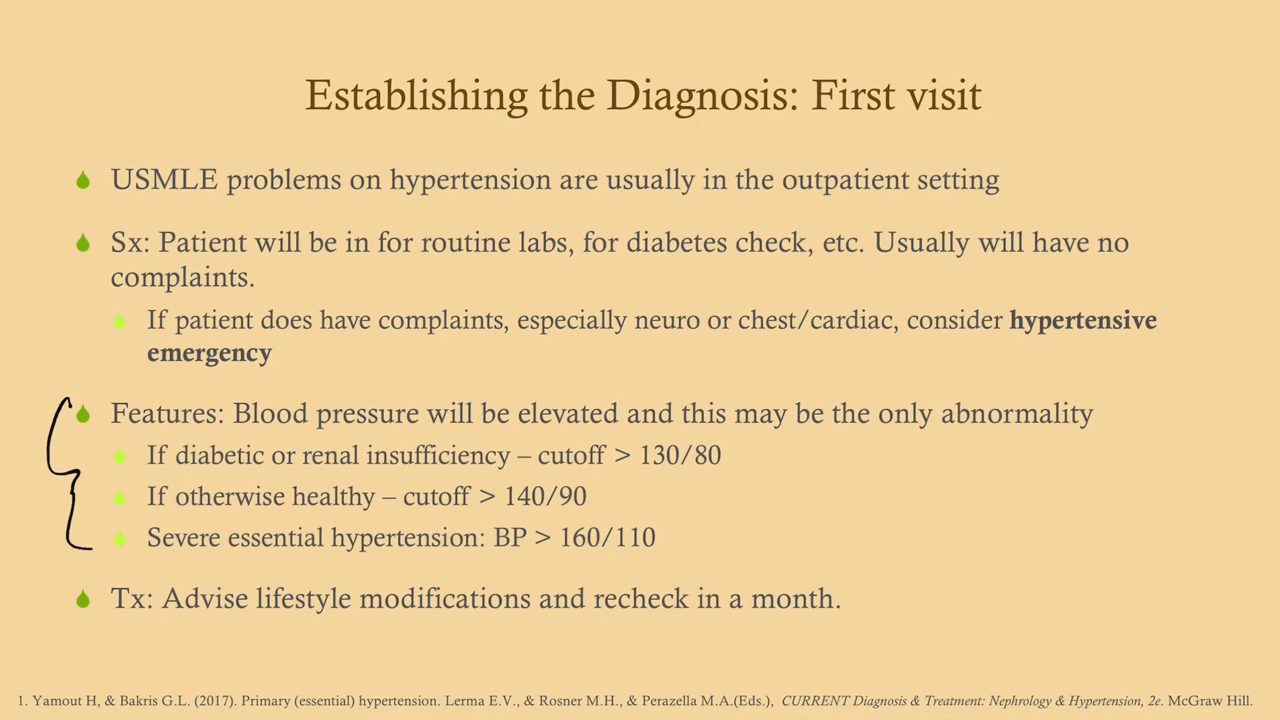 Establishing the Diagnosis: First visit
USMLE problems on hypertension are usually in the outpatient setting
Sx: Patient will be in for routine labs, for diabetes check, etc. Usually will have no
complaints.
If patient does have complaints, especially neuro or chest/cardiac, consider hypertensive
emergency
Features: Blood pressure will be elevated and this may be the only abnormality
If diabetic or renal insufficiency – cutoff > 130/80
If otherwise healthy – cutoff > 140/90
Severe essential hypertension: BP > 160/110
Tx: Advise lifestyle modifications and recheck in a month.
1. Yamout H, & Bakris G.L. (2017). Primary (essential) hypertension. Lerma E.V., & Rosner M.H., & Perazella M.A.(Eds.), CURRENT Diagnosis & Treatment: Nephrology & Hypertension, 2e. McGraw Hill.